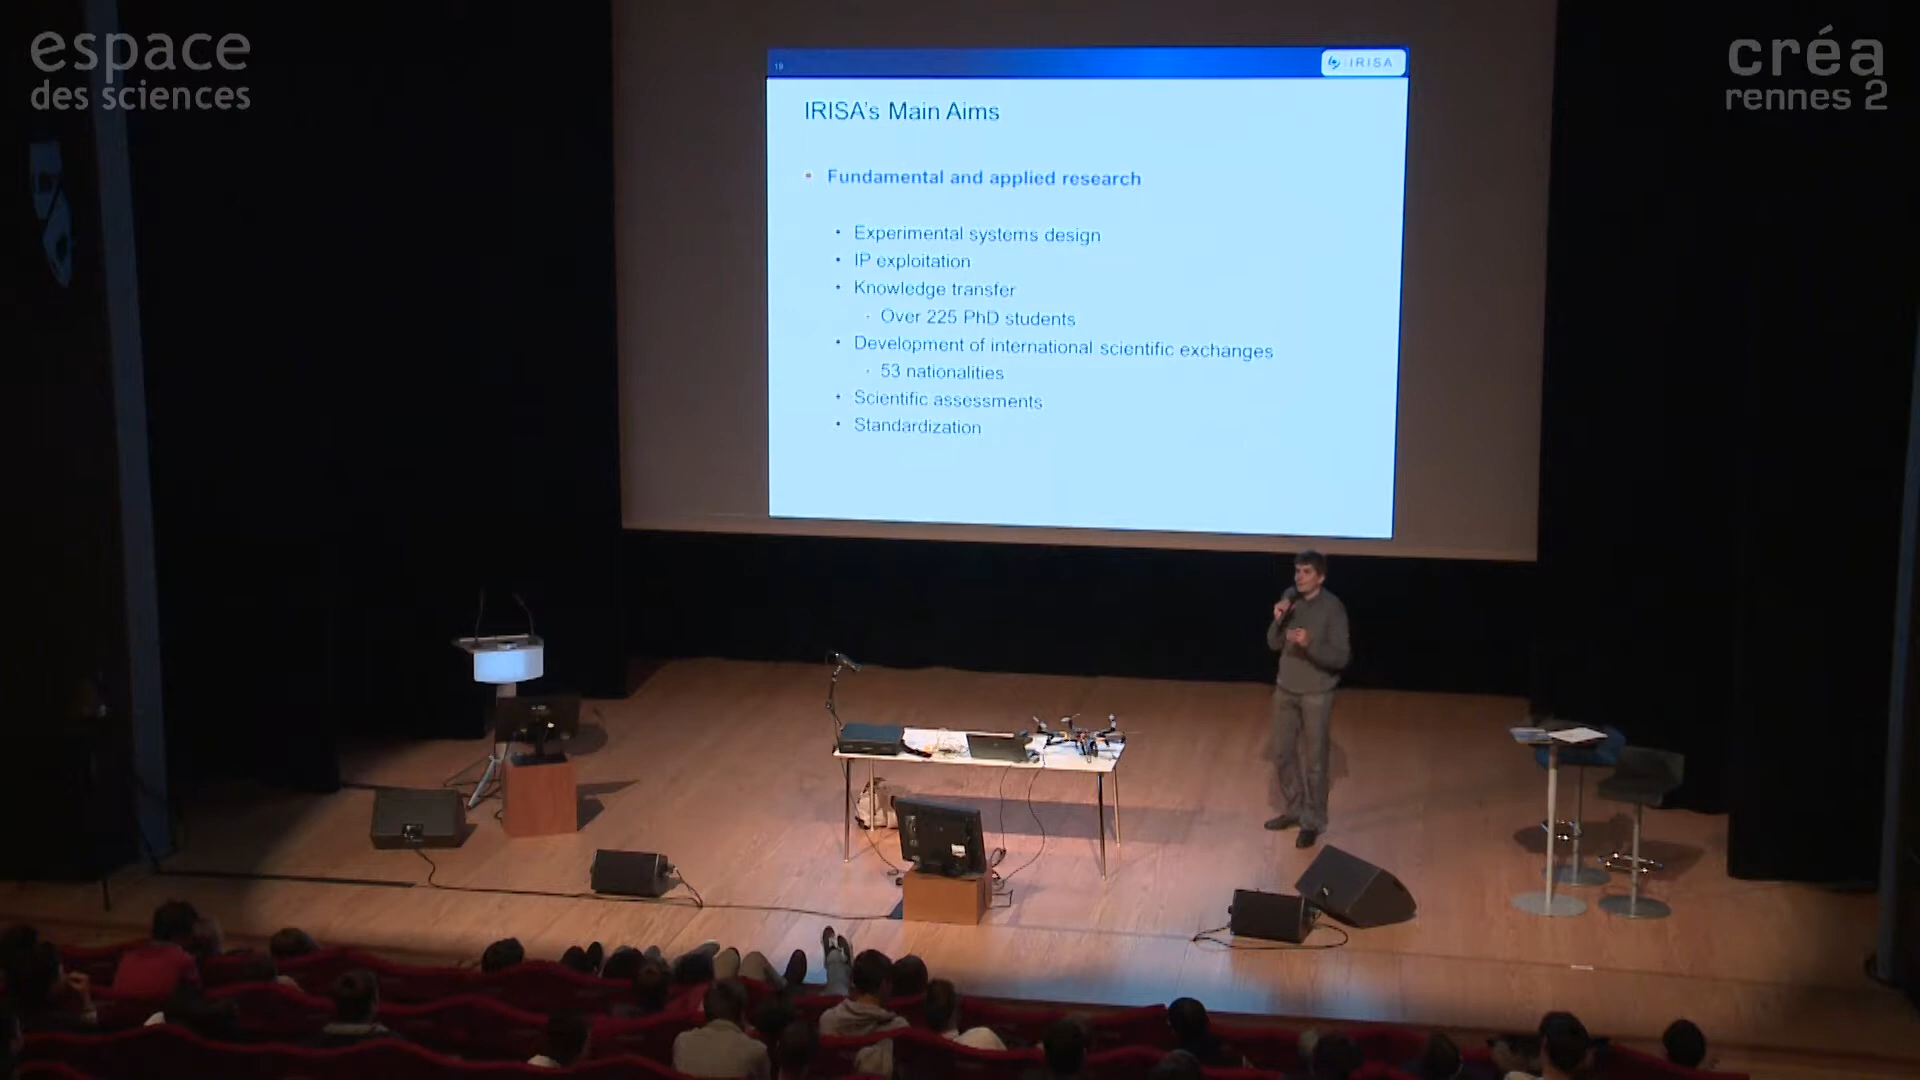 espace
des sciences
créa
rennes 2
19
IRISA
IRISA's Main Aims
• Fundamental and applied research
• Experimental systems design
• IP exploitation
• Knowledge transfer
· Over 225 PhD students
• Development of international scientific exchanges
· 53 nationalities
• Scientific assessments
• Standardization